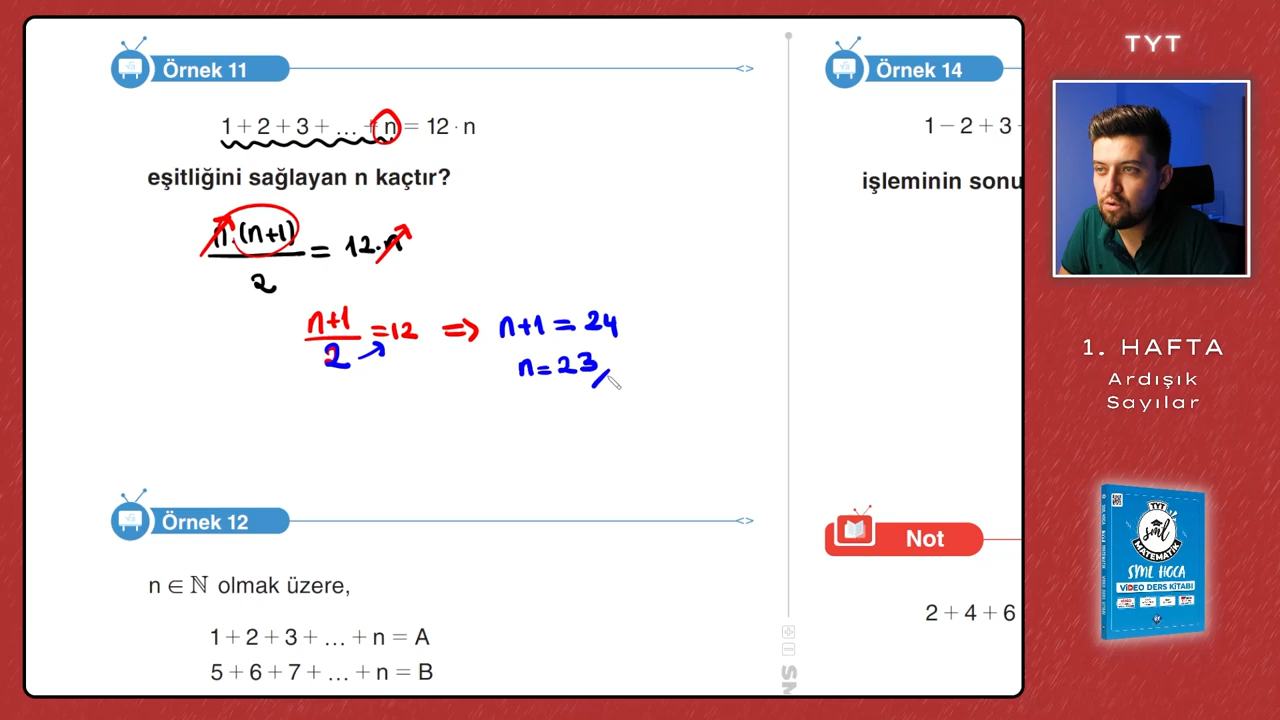 Örnek 11
1 + 2 + 3 + ... + n = 12 · n
eşitliğini sağlayan n kaçtır?
n·(n+1)
2
= 12·n
n+1
2
=12 ⇒ n+1 = 24
n = 23
Örnek 12
n ∈ ℕ olmak üzere,
1 + 2 + 3 + ... + n = A
5 + 6 + 7 + ... + n = B
Örnek 14
1 − 2 + 3
işleminin sonu
Not
2 + 4 + 6
TYT
1. HAFTA
Ardışık
Sayılar
TYT
SML
MATEMATİK
SML HOCA
VİDEO DERS KİTABI